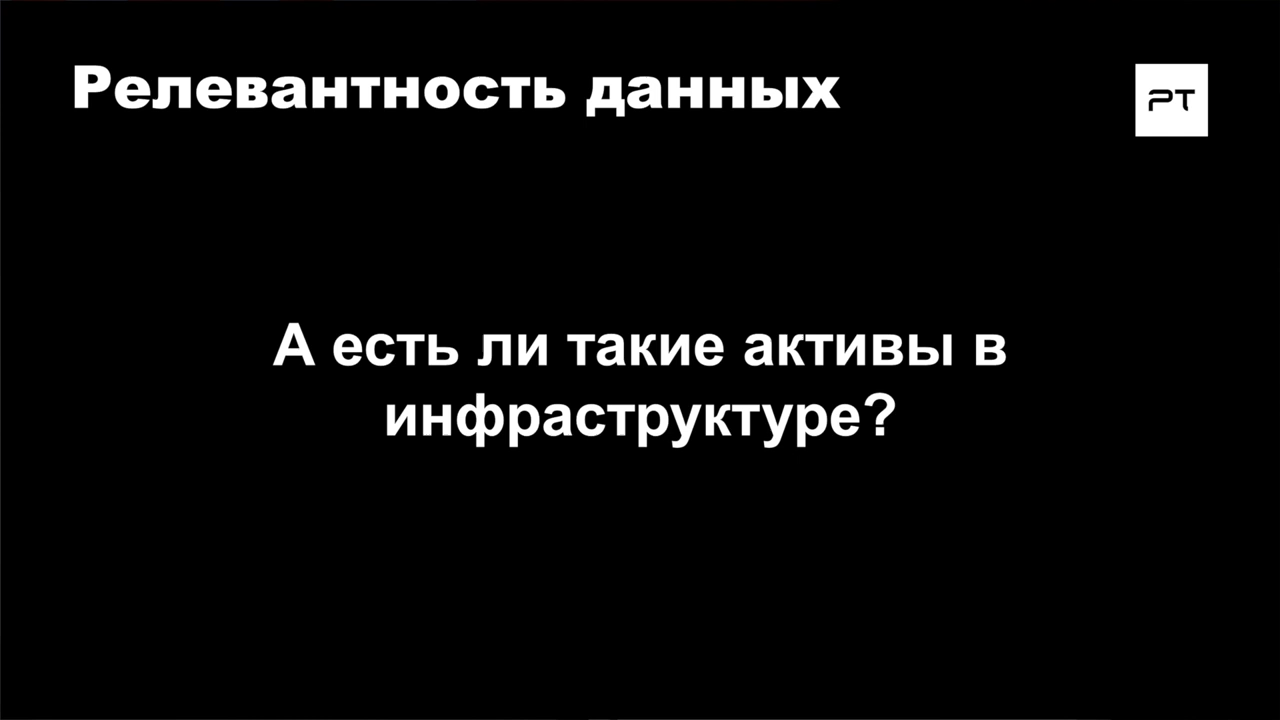 Релевантность данных
PT
А есть ли такие активы в
инфраструктуре?